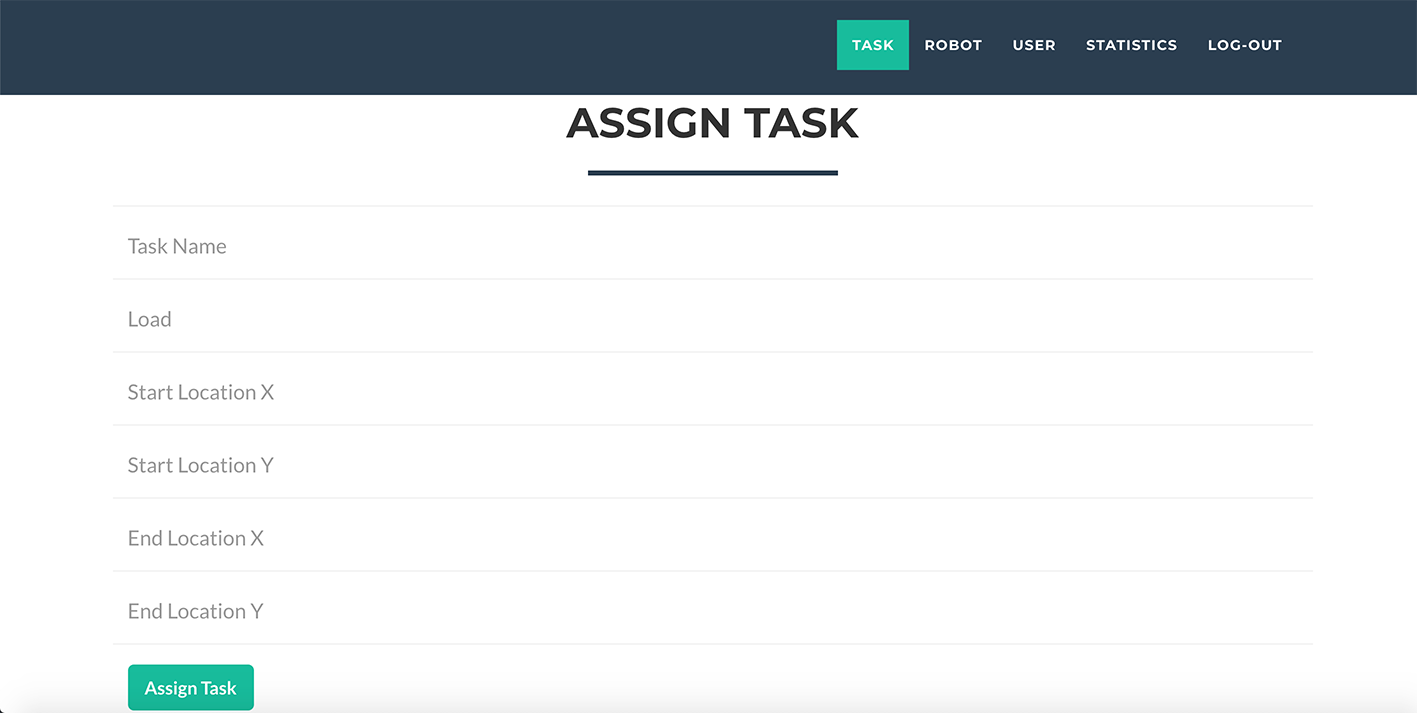 TASK ROBOT USER STATISTICS LOG-OUT
ASSIGN TASK
Task Name
Load
Start Location X
Start Location Y
End Location X
End Location Y
Assign Task